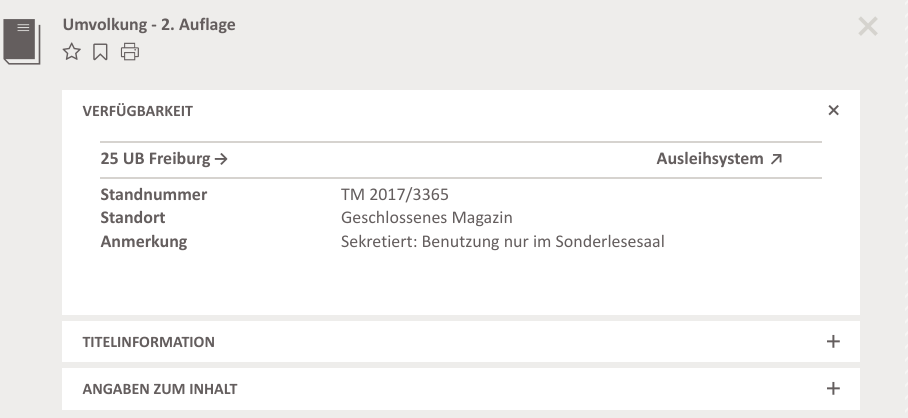 Umvolkung - 2. Auflage
VERFÜGBARKEIT
25 UB Freiburg → Ausleihsystem ↗
Standnummer TM 2017/3365
Standort Geschlossenes Magazin
Anmerkung Sekretiert: Benutzung nur im Sonderlesesaal
TITELINFORMATION
ANGABEN ZUM INHALT